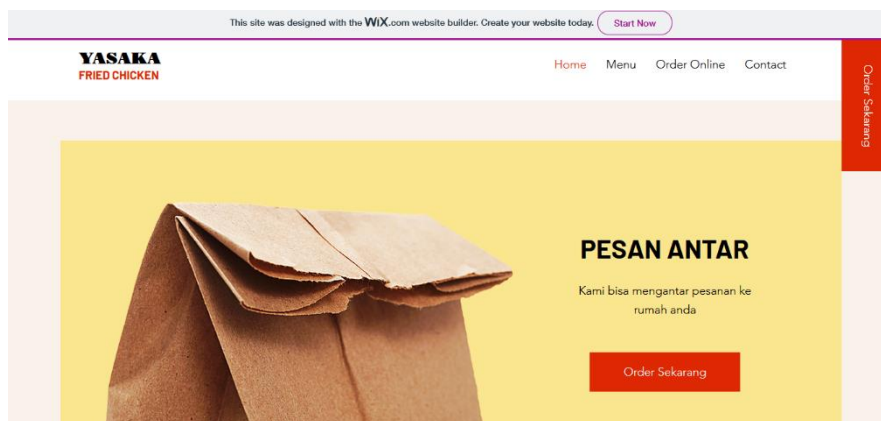 This site was designed with the WiX.com website builder. Create your website today. Start Now
YASAKA
FRIED CHICKEN
Home Menu Order Online Contact
Order Sekarang
PESAN ANTAR
Kami bisa mengantar pesanan ke
rumah anda
Order Sekarang